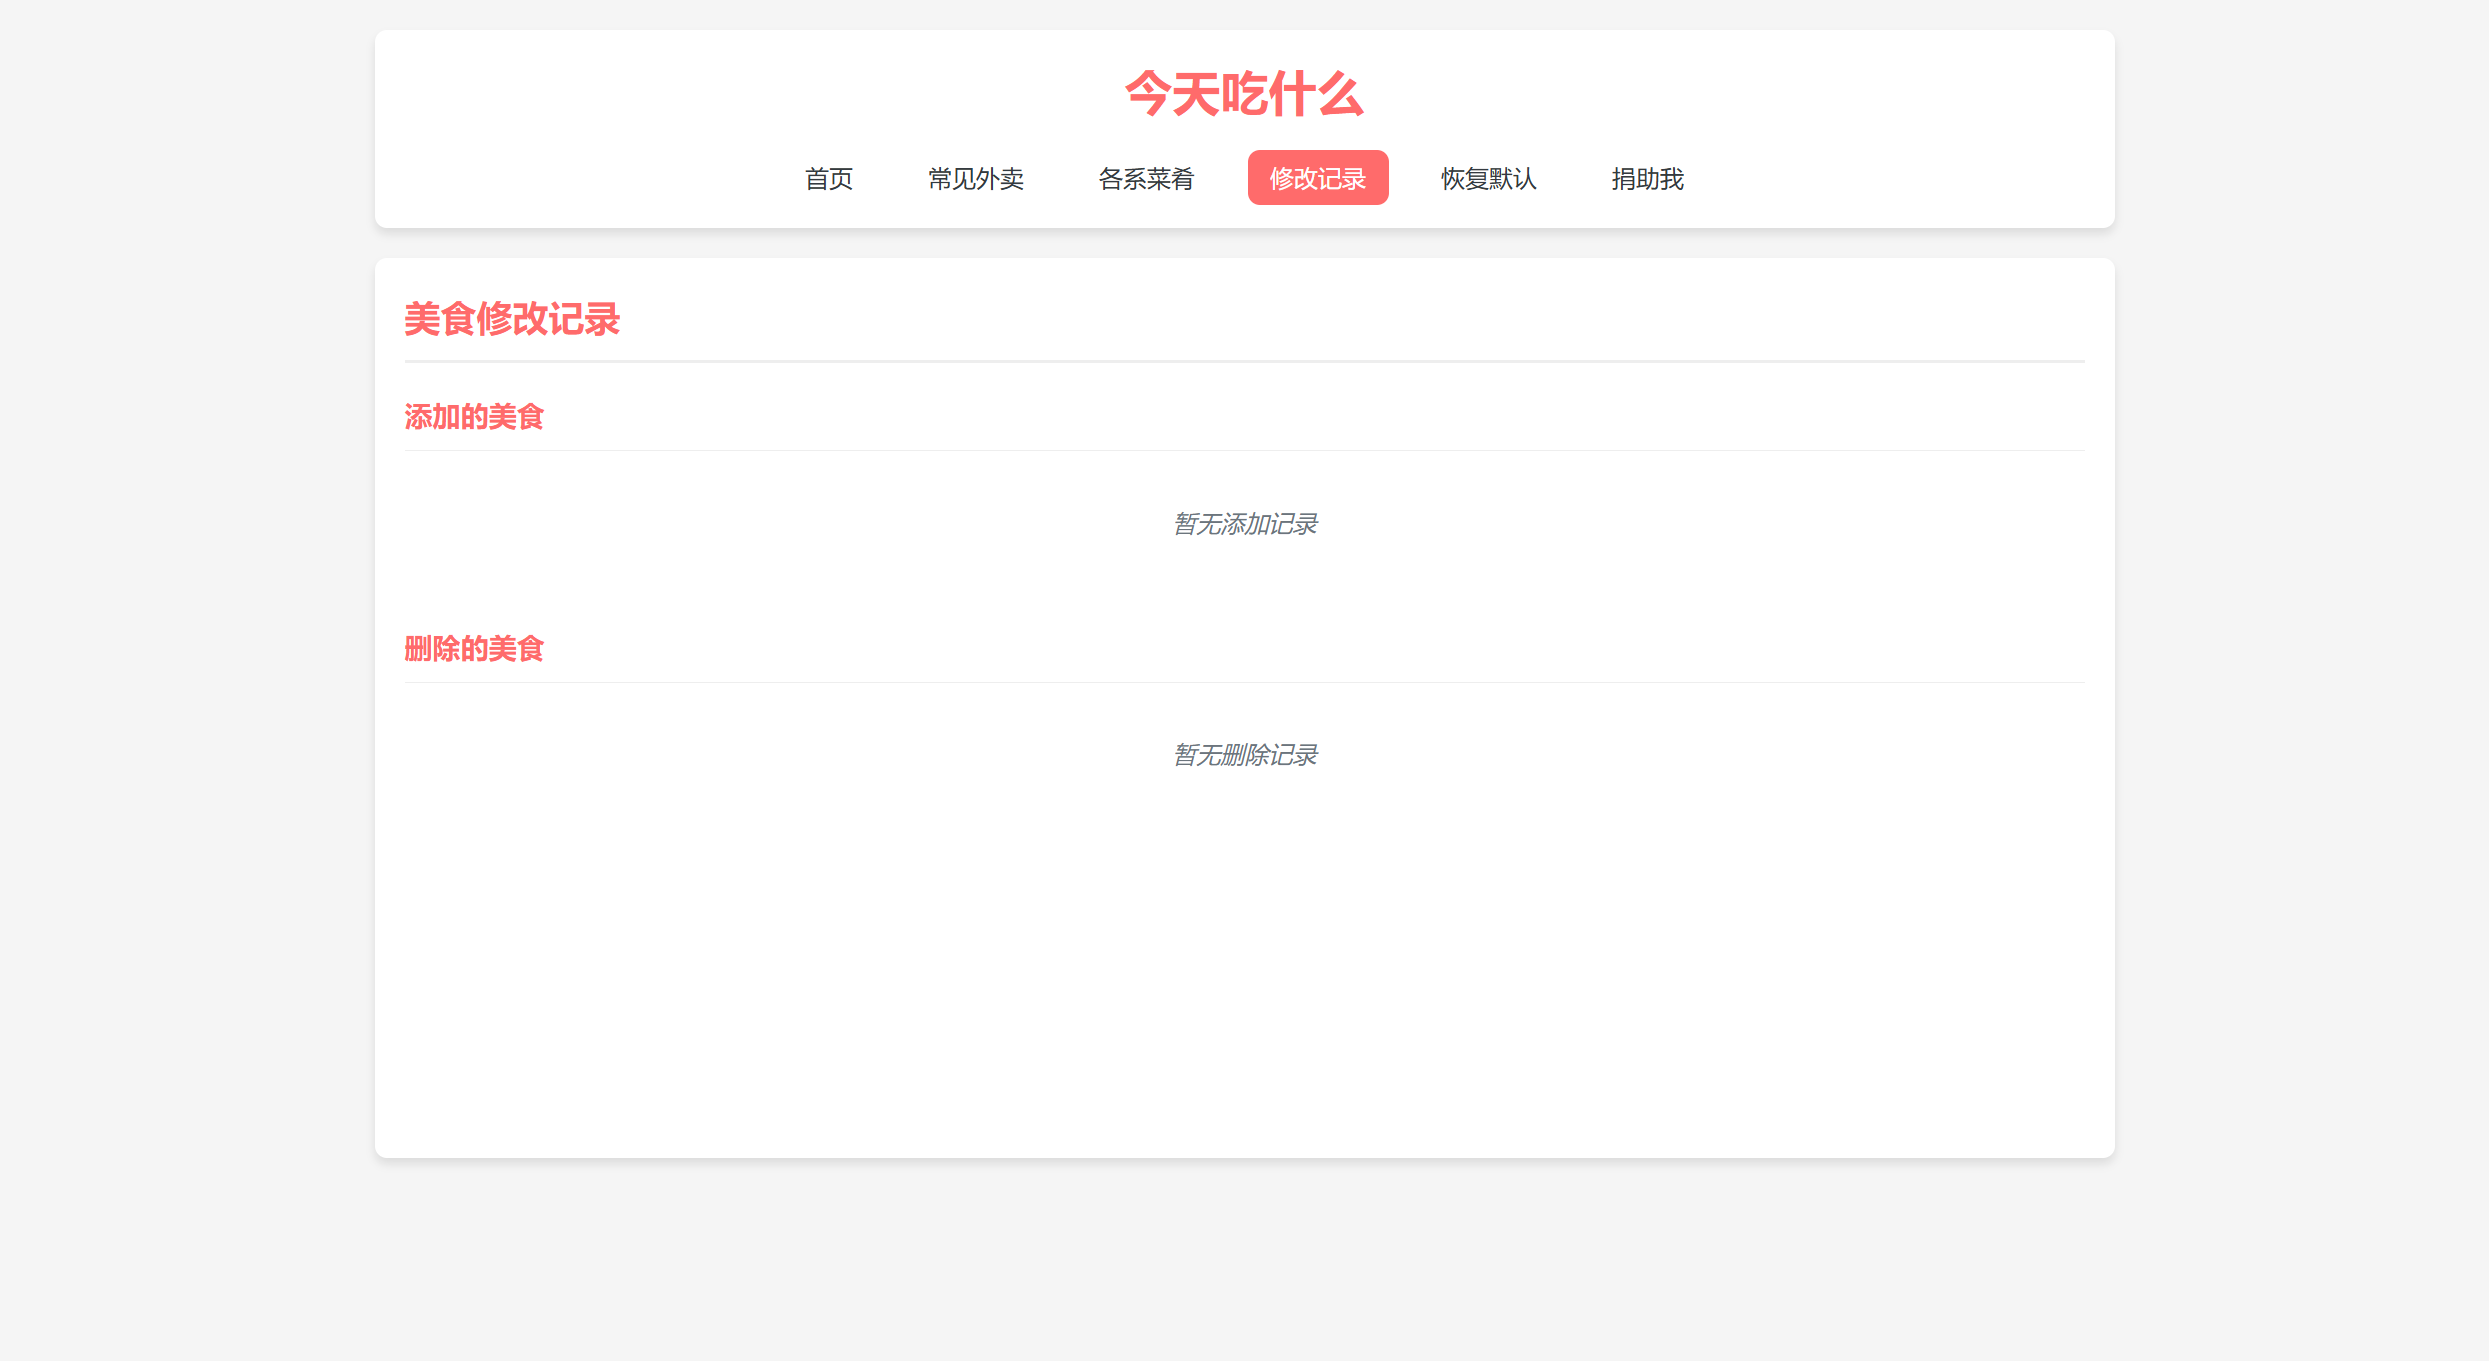 今天吃什么
首页 常见外卖 各系菜肴 修改记录 恢复默认 捐助我
美食修改记录
添加的美食
暂无添加记录
删除的美食
暂无删除记录